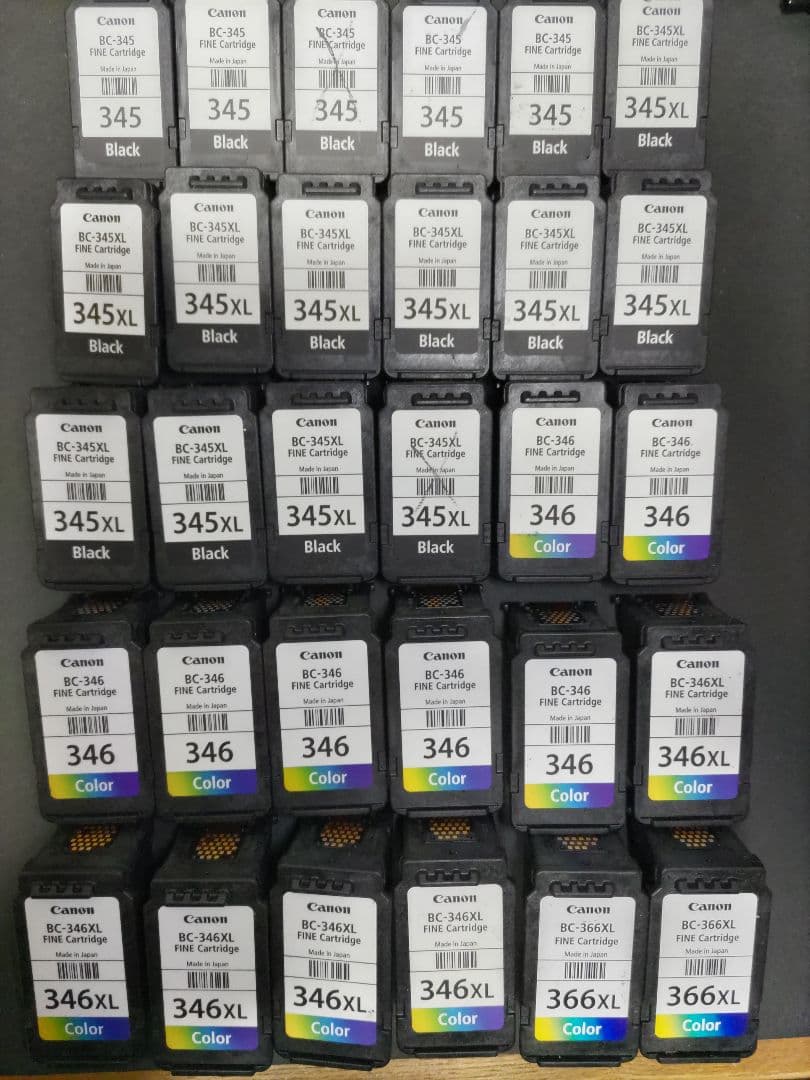 Canon
BC-345
FINE Cartridge
Made in Japan
345
Black
Canon
BC-345
FINE Cartridge
Made in Japan
345
Black
Canon
BC-345
FINE Cartridge
Made in Japan
345
Black
Canon
BC-345
FINE Cartridge
Made in Japan
345
Black
Canon
BC-345
FINE Cartridge
Made in Japan
345
Black
Canon
BC-345XL
FINE Cartridge
Made in Japan
345XL
Black
Canon
BC-345XL
FINE Cartridge
Made in Japan
345XL
Black
Canon
BC-345XL
FINE Cartridge
Made in Japan
345XL
Black
Canon
BC-345XL
FINE Cartridge
Made in Japan
345XL
Black
Canon
BC-345XL
FINE Cartridge
Made in Japan
345XL
Black
Canon
BC-345XL
FINE Cartridge
Made in Japan
345XL
Black
Canon
BC-345XL
FINE Cartridge
Made in Japan
345XL
Black
Canon
BC-345XL
FINE Cartridge
Made in Japan
345XL
Black
Canon
BC-345XL
FINE Cartridge
Made in Japan
345XL
Black
Canon
BC-345XL
FINE Cartridge
Made in Japan
345XL
Black
Canon
BC-345XL
FINE Cartridge
Made in Japan
345XL
Black
Canon
BC-346
FINE Cartridge
Made in Japan
346
Color
Canon
BC-346
FINE Cartridge
Made in Japan
346
Color
Canon
BC-346
FINE Cartridge
Made in Japan
346
Color
Canon
BC-346
FINE Cartridge
Made in Japan
346
Color
Canon
BC-346
FINE Cartridge
Made in Japan
346
Color
Canon
BC-346
FINE Cartridge
Made in Japan
346
Color
Canon
BC-346
FINE Cartridge
Made in Japan
346
Color
Canon
BC-346XL
FINE Cartridge
Made in Japan
346XL
Color
Canon
BC-346XL
FINE Cartridge
Made in Japan
346XL
Color
Canon
BC-346XL
FINE Cartridge
Made in Japan
346XL
Color
Canon
BC-346XL
FINE Cartridge
Made in Japan
346XL
Color
Canon
BC-346XL
FINE Cartridge
Made in Japan
346XL
Color
Canon
BC-366XL
FINE Cartridge
Made in Japan
366XL
Color
Canon
BC-366XL
FINE Cartridge
Made in Japan
366XL
Color